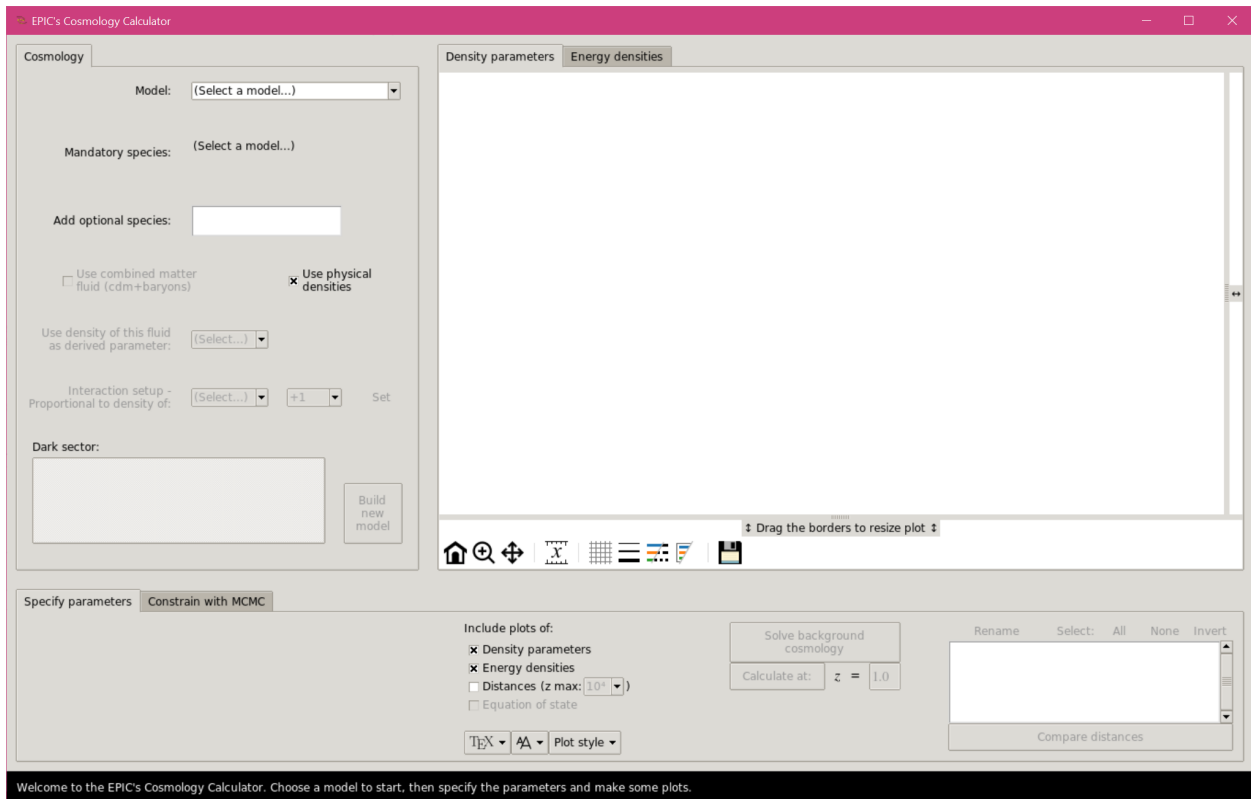 EPIC's Cosmology Calculator
Cosmology
Model:
(Select a model...)
Mandatory species:
(Select a model...)
Add optional species:
Use combined matter
fluid (cdm+baryons)
Use physical
densities
Use density of this fluid
as derived parameter:
(Select...)
Interaction setup -
Proportional to density of:
(Select...)
+1
Set
Dark sector:
Build
new
model
Density parameters
Energy densities
↔
↕ Drag the borders to resize plot ↕
x
Specify parameters
Constrain with MCMC
Include plots of:
Density parameters
Energy densities
Distances (z max: 10⁴ )
Equation of state
TEX
AA
Plot style
Solve background
cosmology
Calculate at:
z = 1.0
Rename Select: All None Invert
Compare distances
Welcome to the EPIC's Cosmology Calculator. Choose a model to start, then specify the parameters and make some plots.